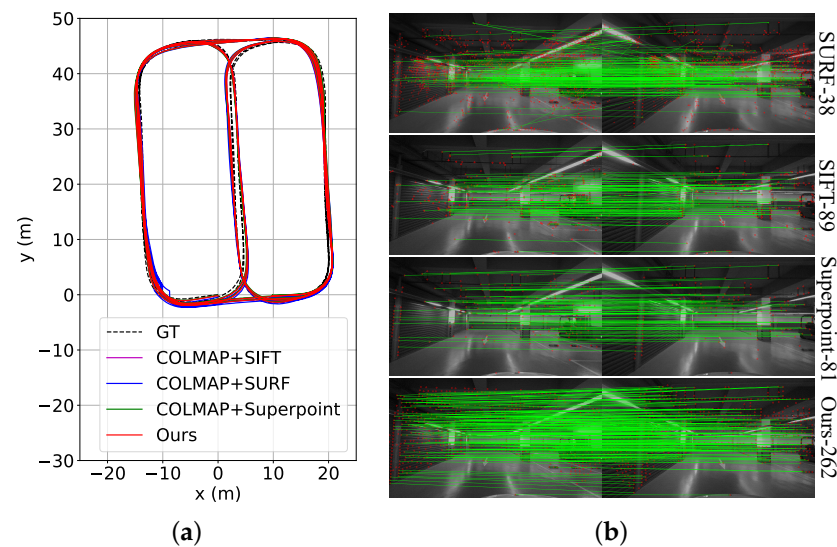 50
40
30
20
10
0
−10
−20
−30
y (m)
GT
COLMAP+SIFT
COLMAP+SURF
COLMAP+Superpoint
Ours
−20
−10
0
10
20
x (m)
(a)
SURF-38
SIFT-89
Superpoint-81
Ours-262
(b)